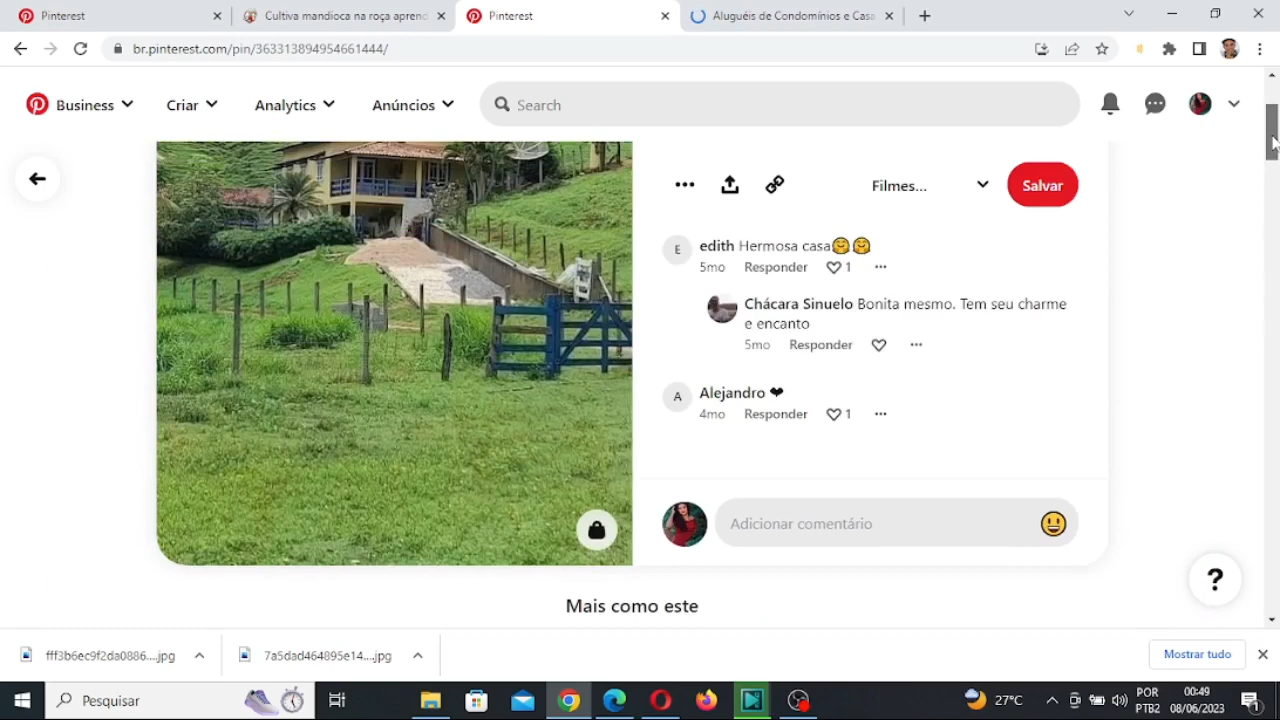 Pinterest
Cultiva mandioca na roça aprend
Pinterest
Aluguéis de Condomínios e Casa
br.pinterest.com/pin/363313894954661444/
Business
Criar
Analytics
Anúncios
Search
Filmes...
Salvar
E
edith Hermosa casa🤗🤗
5mo Responder 1
Chácara Sinuelo Bonita mesmo. Tem seu charme
e encanto
5mo Responder
A
Alejandro ❤
4mo Responder 1
Adicionar comentário
?
Mais como este
fff3b6ec9f2da0886....jpg
7a5dad464895e14....jpg
Mostrar tudo
Pesquisar
27°C
POR
PTB2
00:49
08/06/2023
1